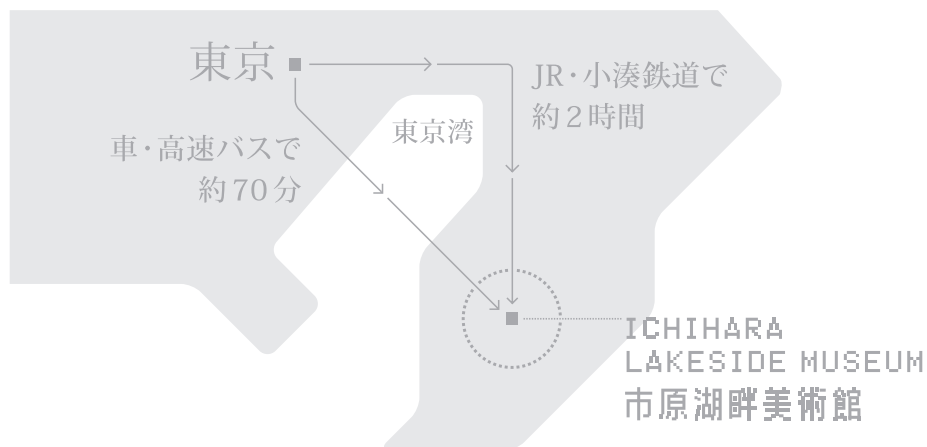 東京
JR・小湊鉄道で
約2時間
東京湾
車・高速バスで
約70分
ICHIHARA
LAKESIDE MUSEUM
市原湖畔美術館